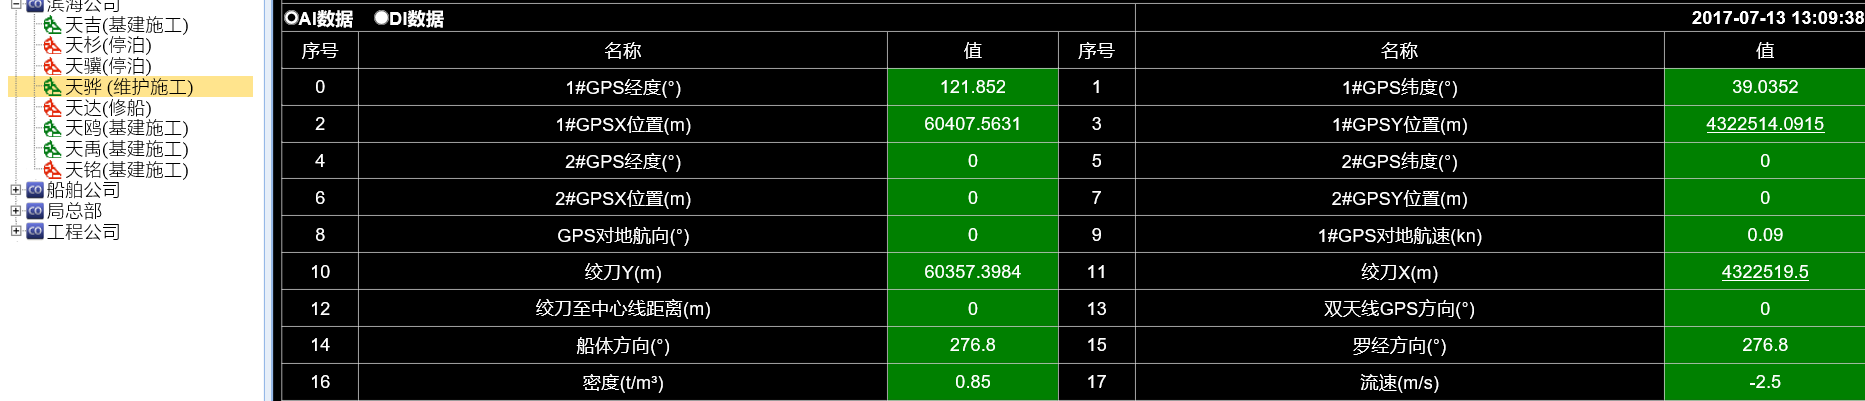 滨海公司
天吉(基建施工)
天杉(停泊)
天骥(停泊)
天骅 (维护施工)
天达(修船)
天鸥(基建施工)
天禹(基建施工)
天铭(基建施工)
船舶公司
局总部
工程公司
AI数据 DI数据 2017-07-13 13:09:38
序号 名称 值 序号 名称 值
0 1#GPS经度(°) 121.852 1 1#GPS纬度(°) 39.0352
2 1#GPSX位置(m) 60407.5631 3 1#GPSY位置(m) 4322514.0915
4 2#GPS经度(°) 0 5 2#GPS纬度(°) 0
6 2#GPSX位置(m) 0 7 2#GPSY位置(m) 0
8 GPS对地航向(°) 0 9 1#GPS对地航速(kn) 0.09
10 绞刀Y(m) 60357.3984 11 绞刀X(m) 4322519.5
12 绞刀至中心线距离(m) 0 13 双天线GPS方向(°) 0
14 船体方向(°) 276.8 15 罗经方向(°) 276.8
16 密度(t/m³) 0.85 17 流速(m/s) -2.5